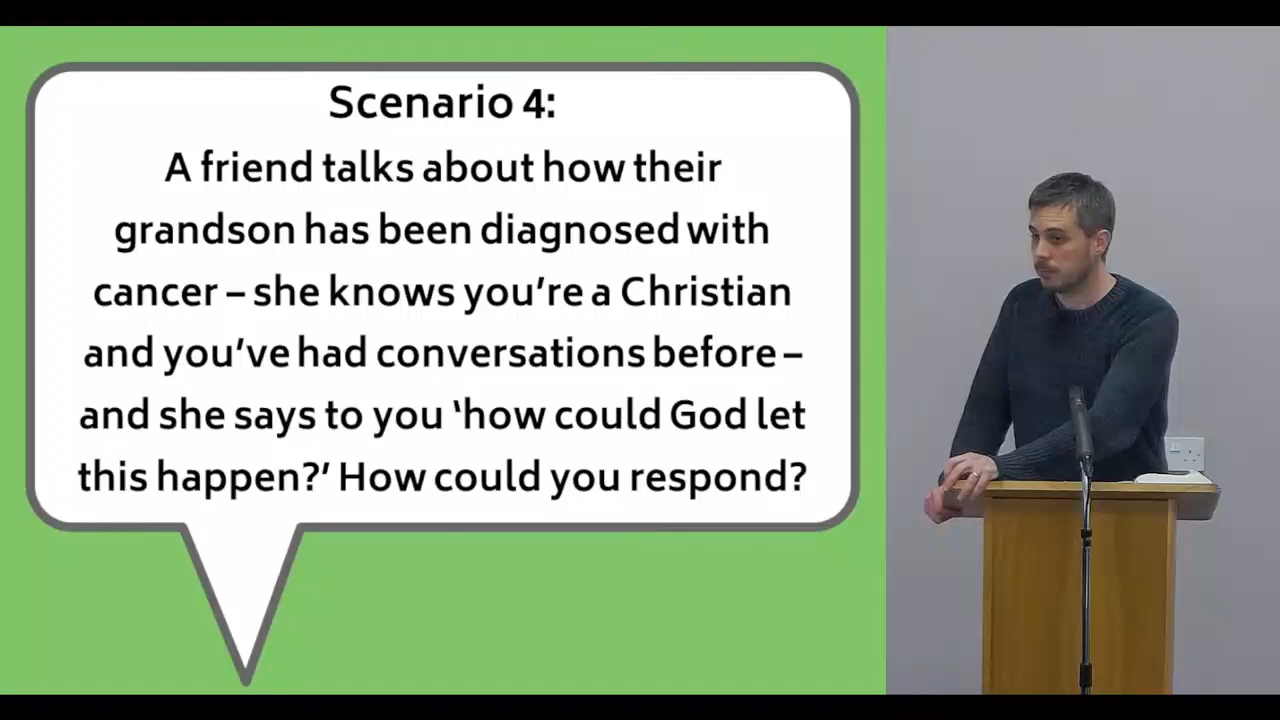 Scenario 4:
A friend talks about how their
grandson has been diagnosed with
cancer – she knows you’re a Christian
and you’ve had conversations before –
and she says to you ‘how could God let
this happen?’ How could you respond?